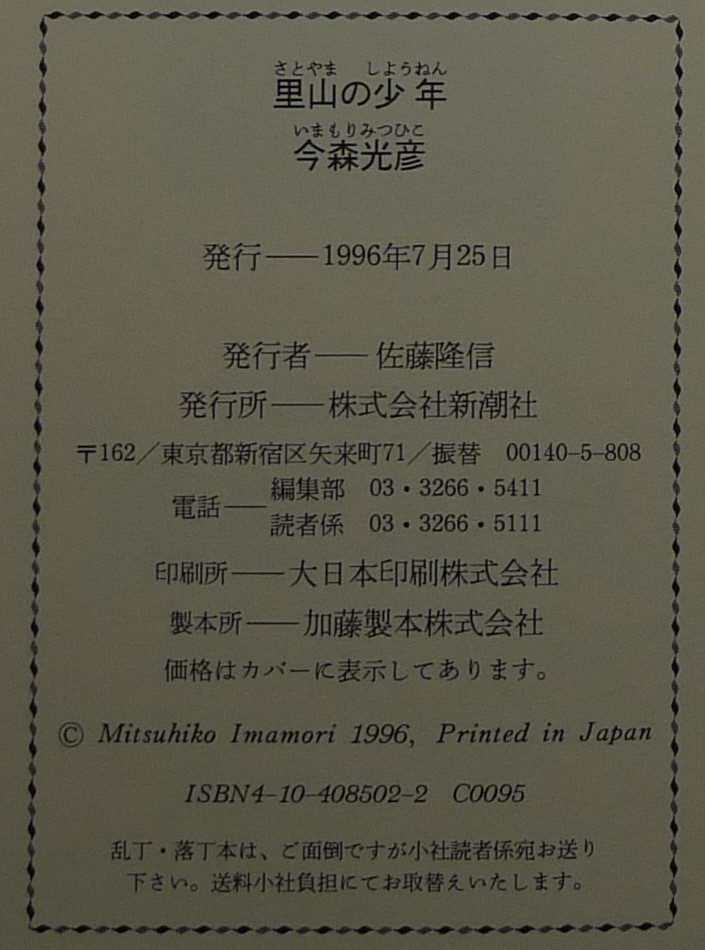 さとやま しようねん
里山の少年
いまもりみつひこ
今森光彦
発行――1996年7月25日
発行者――佐藤隆信
発行所――株式会社新潮社
〒162／東京都新宿区矢来町71／振替 00140-5-808
電話――編集部 03・3266・5411
読者係 03・3266・5111
印刷所――大日本印刷株式会社
製本所――加藤製本株式会社
価格はカバーに表示してあります。
© Mitsuhiko Imamori 1996, Printed in Japan
ISBN4-10-408502-2 C0095
乱丁・落丁本は、ご面倒ですが小社読者係宛お送り
下さい。送料小社負担にてお取替えいたします。